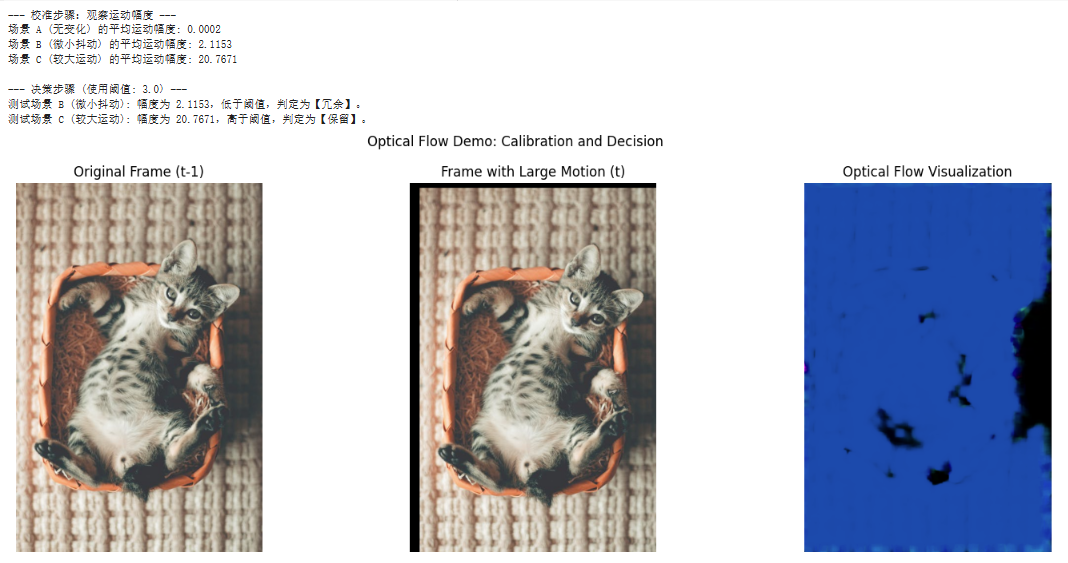 --- 校准步骤：观察运动幅度 ---
场景 A (无变化) 的平均运动幅度: 0.0002
场景 B (微小抖动) 的平均运动幅度: 2.1153
场景 C (较大运动) 的平均运动幅度: 20.7671
--- 决策步骤 (使用阈值: 3.0) ---
测试场景 B (微小抖动): 幅度为 2.1153，低于阈值，判定为【冗余】。
测试场景 C (较大运动): 幅度为 20.7671，高于阈值，判定为【保留】。
Optical Flow Demo: Calibration and Decision
Original Frame (t-1)
Frame with Large Motion (t)
Optical Flow Visualization